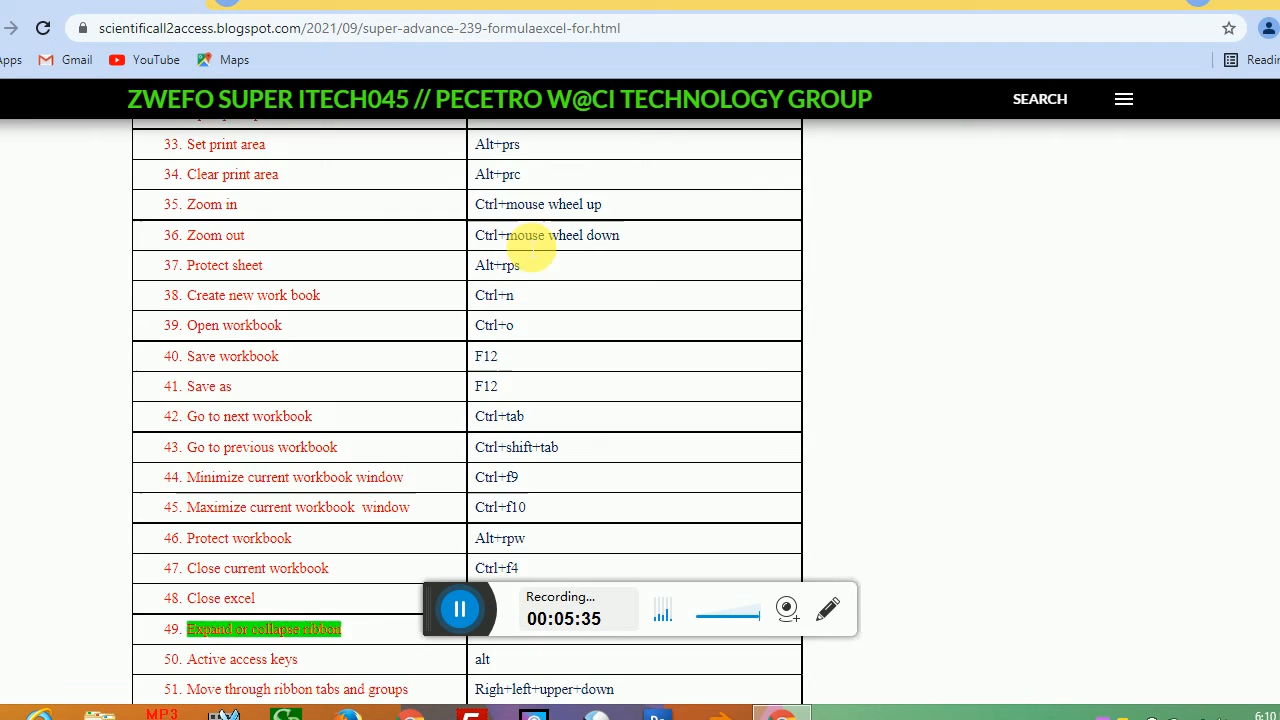 scientificall2access.blogspot.com/2021/09/super-advance-239-formulaexcel-for.html
Apps Gmail YouTube Maps
ZWEFO SUPER ITECH045 // PECETRO W@CI TECHNOLOGY GROUP SEARCH
33. Set print area Alt+prs
34. Clear print area Alt+prc
35. Zoom in Ctrl+mouse wheel up
36. Zoom out Ctrl+mouse wheel down
37. Protect sheet Alt+rps
38. Create new work book Ctrl+n
39. Open workbook Ctrl+o
40. Save workbook F12
41. Save as F12
42. Go to next workbook Ctrl+tab
43. Go to previous workbook Ctrl+shift+tab
44. Minimize current workbook window Ctrl+f9
45. Maximize current workbook window Ctrl+f10
46. Protect workbook Alt+rpw
47. Close current workbook Ctrl+f4
48. Close excel
Recording...
00:05:35
49. Expand or collapse ribbon
50. Active access keys alt
51. Move through ribbon tabs and groups Righ+left+upper+down
MP3
6:10